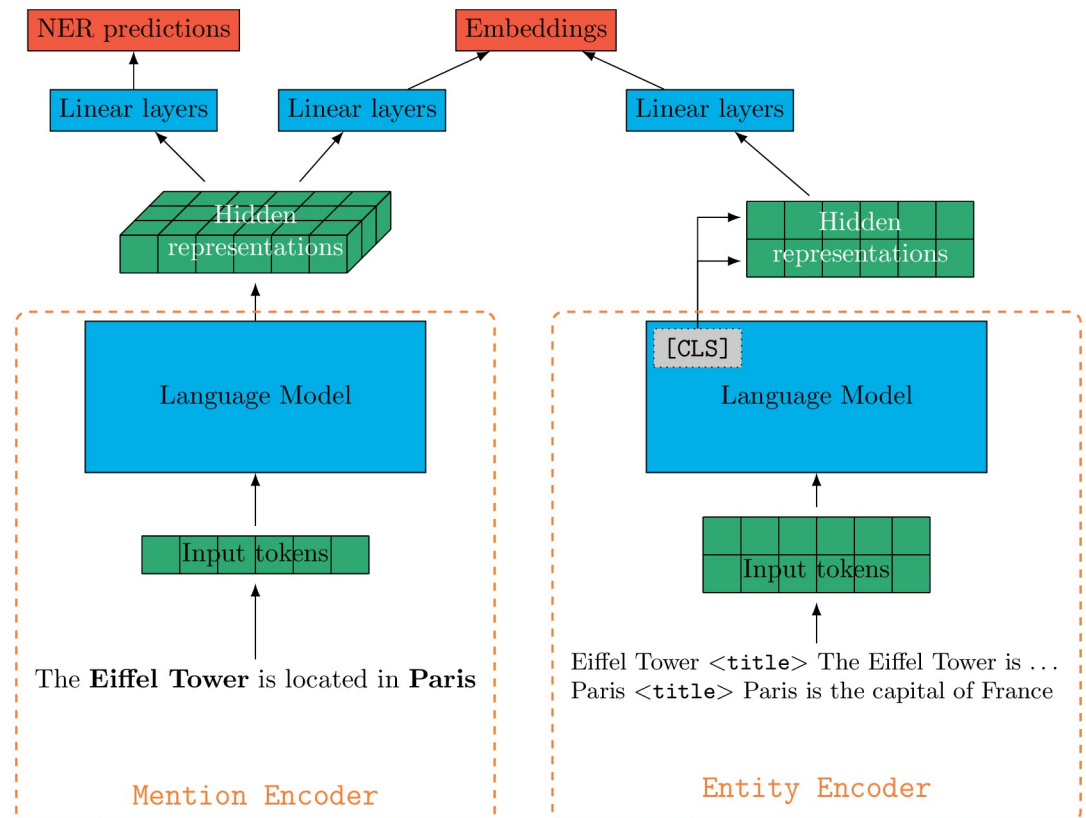 NER predictions
Embeddings
Linear layers
Linear layers
Linear layers
Hidden
representations
Hidden
representations
Language Model
[CLS]
Language Model
Input tokens
Input tokens
The Eiffel Tower is located in Paris
Eiffel Tower <title> The Eiffel Tower is ...
Paris <title> Paris is the capital of France
Mention Encoder
Entity Encoder